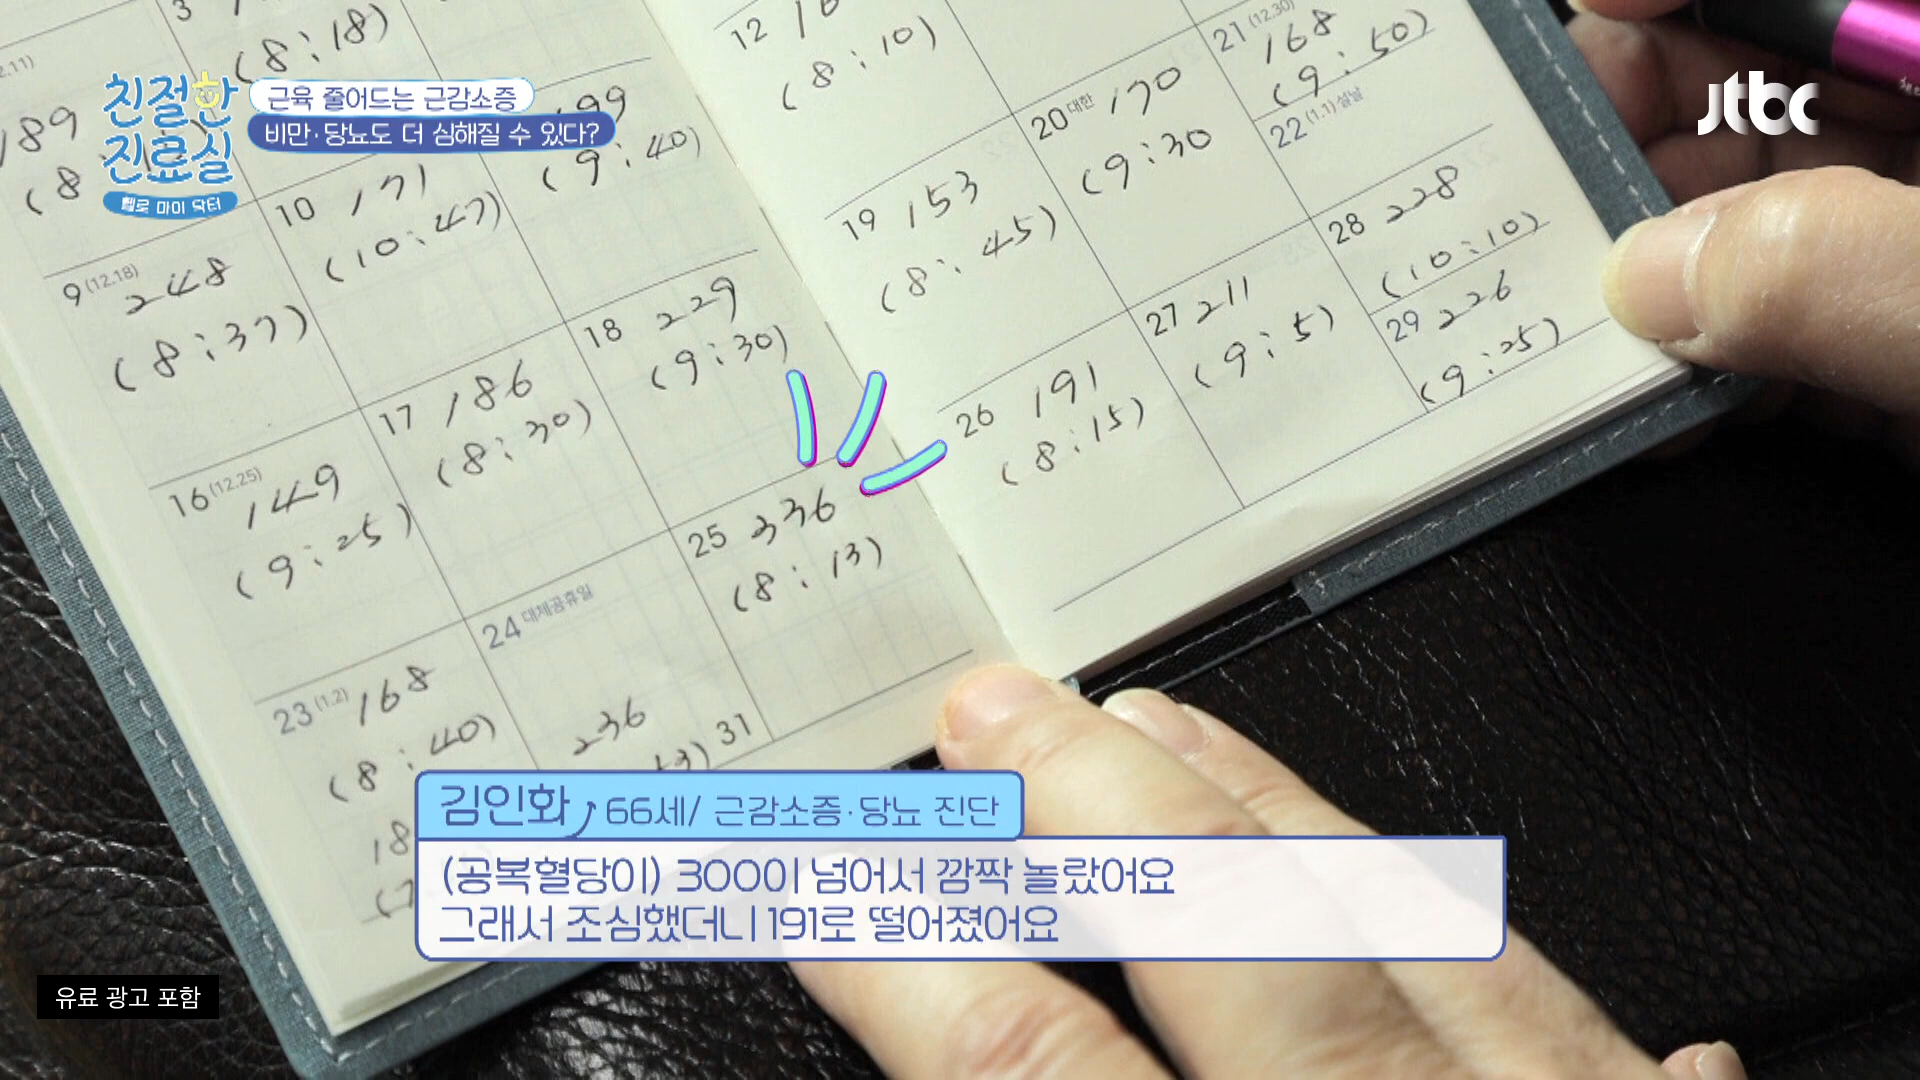 친절한
진료실
헬로 마이 닥터
근육 줄어드는 근감소증
비만·당뇨도 더 심해질 수 있다?
jtbc
3
(8:18)
189
199
(9:40)
9 (12.18) 248
(8:37)
10 171
(10:47)
16 (12.25) 149
(9:25)
17 186
(8:30)
18 229
(9:30)
23 (1.2) 168
(8:40)
24 대체공휴일
236
31
25 336
(8:13)
12
(8:10)
19 153
(8:45)
20 대한 170
(9:30
21 (12.30) 168
(9:50)
22 (1.1) 설날
26 191
(8:15)
27 211
(9:5)
28 228
(10:10)
29 226
(9:25)
김인화 66세/ 근감소증·당뇨 진단
(공복혈당이) 300이 넘어서 깜짝 놀랐어요
그래서 조심했더니 191로 떨어졌어요
유료 광고 포함